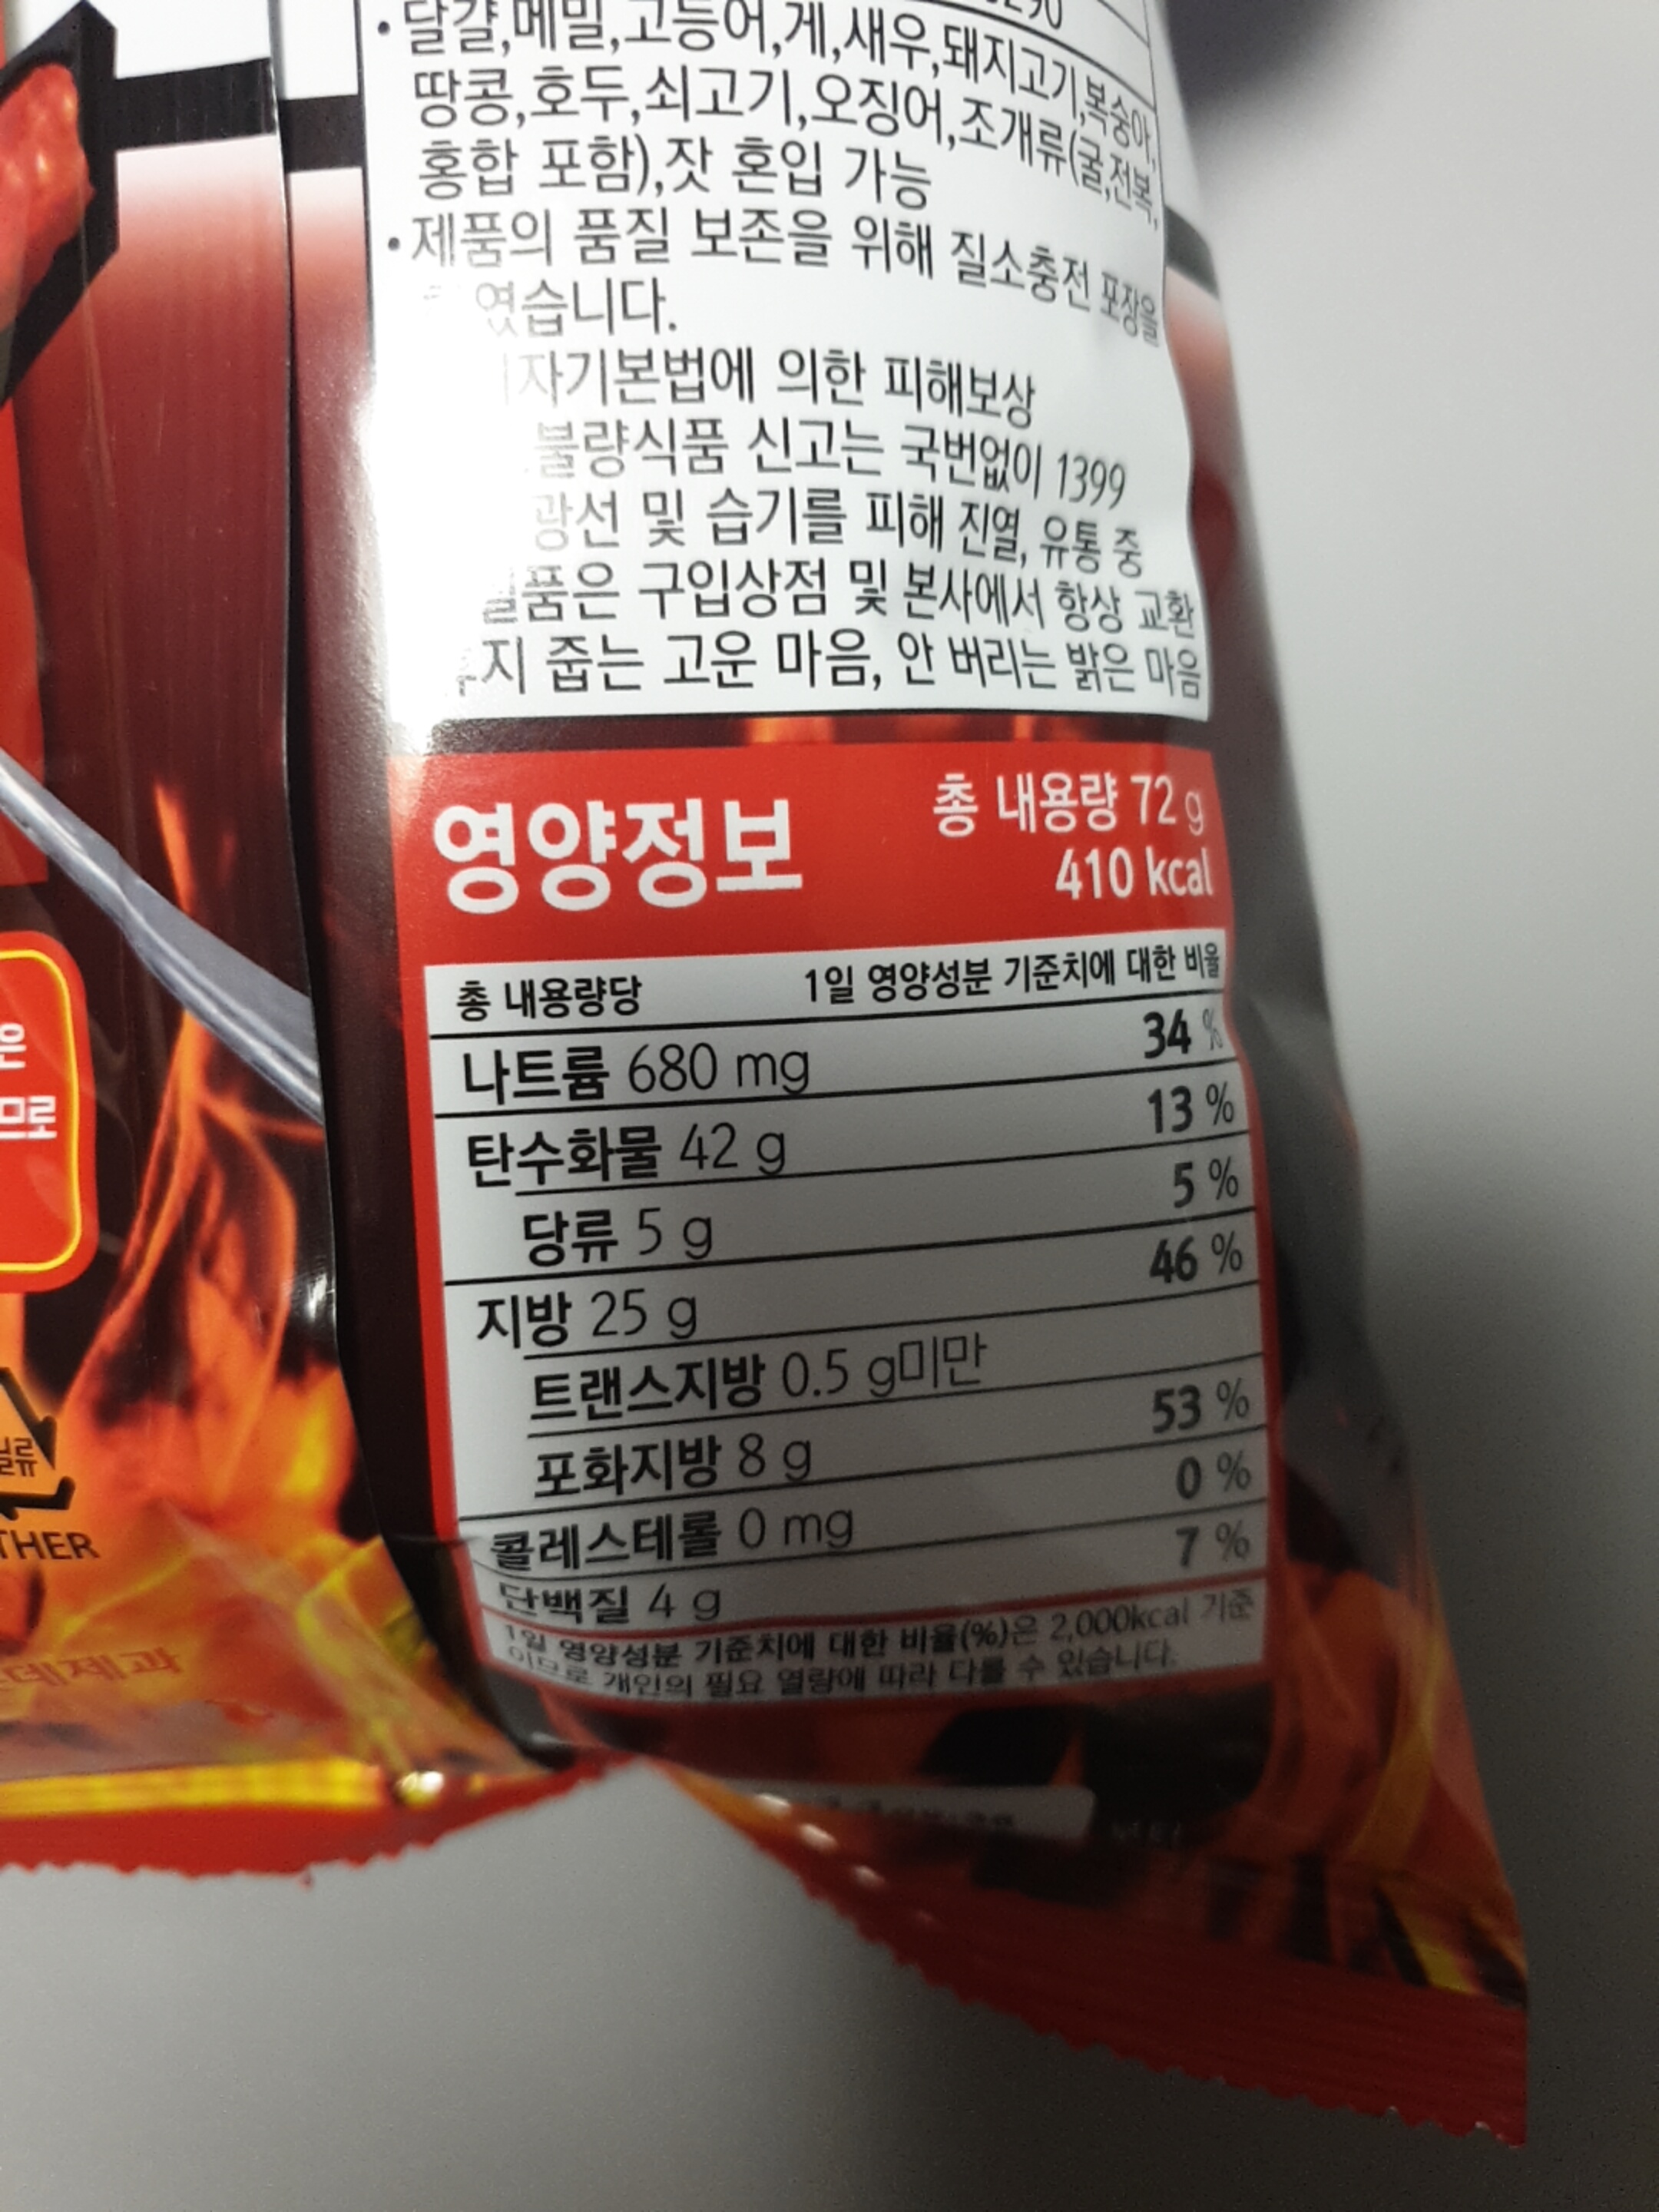 ·달걀,메밀,고등어,게,새우,돼지고기,복숭아,
땅콩,호두,쇠고기,오징어,조개류(굴,전복,
홍합 포함),잣 혼입 가능
·제품의 품질 보존을 위해 질소충전 포장을
였습니다.
자기본법에 의한 피해보상
불량식품 신고는 국번없이 1399
광선 및 습기를 피해 진열, 유통 중
품은 구입상점 및 본사에서 항상 교환
지 줍는 고운 마음, 안 버리는 밝은 마음
영양정보
총 내용량 72 g
410 kcal
총 내용량당 1일 영양성분 기준치에 대한 비율
나트륨 680 mg 34 %
탄수화물 42 g 13 %
당류 5 g 5 %
지방 25 g 46 %
트랜스지방 0.5 g미만
포화지방 8 g 53 %
콜레스테롤 0 mg 0 %
단백질 4 g 7 %
1일 영양성분 기준치에 대한 비율(%)은 2,000kcal 기준
이므로 개인의 필요 열량에 따라 다를 수 있습니다.
은
므로
THER
데제과